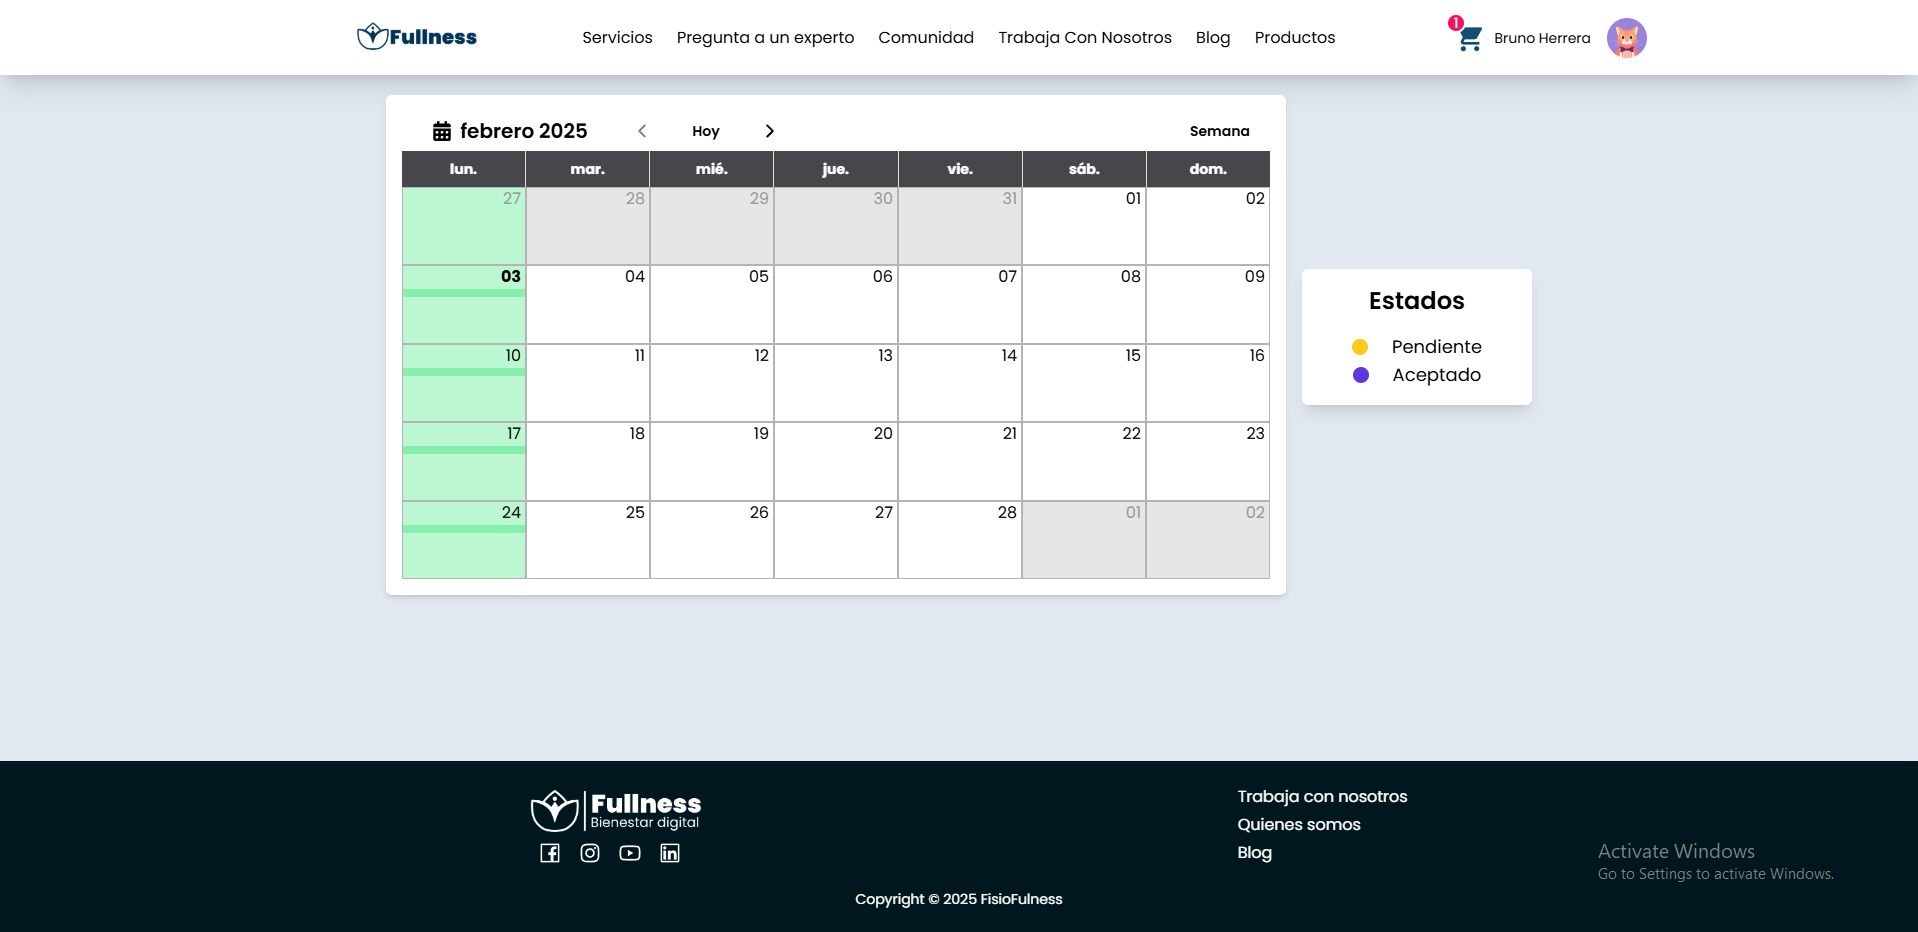 Fullness
Servicios Pregunta a un experto Comunidad Trabaja Con Nosotros Blog Productos
1
Bruno Herrera
febrero 2025 Hoy Semana
lun. mar. mié. jue. vie. sáb. dom.
27 28 29 30 31 01 02
03 04 05 06 07 08 09
10 11 12 13 14 15 16
17 18 19 20 21 22 23
24 25 26 27 28 01 02
Estados
Pendiente
Aceptado
Fullness
Bienestar digital
Trabaja con nosotros
Quienes somos
Blog
Activate Windows
Go to Settings to activate Windows.
Copyright © 2025 FisioFulness